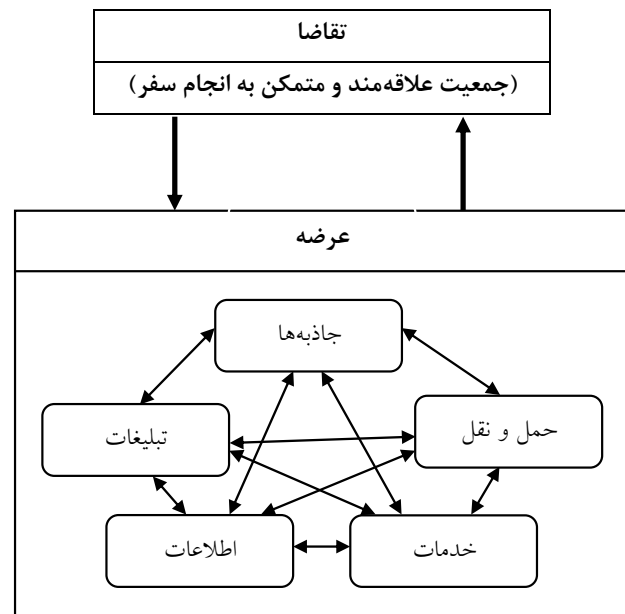 تقاضا
(جمعیت علاقه‌مند و متمکن به انجام سفر)
عرضه
جاذبه‌ها
حمل و نقل
تبلیغات
خدمات
اطلاعات